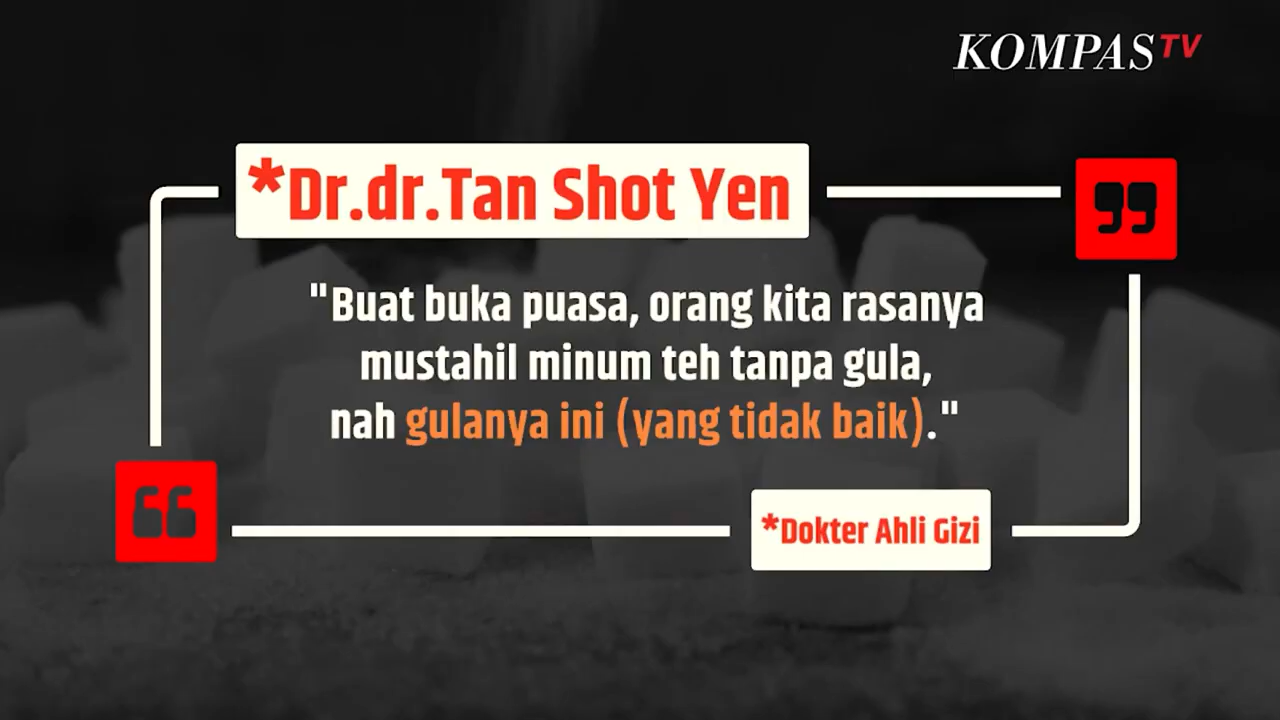 KOMPASTV
*Dr.dr.Tan Shot Yen
"Buat buka puasa, orang kita rasanya
mustahil minum teh tanpa gula,
nah gulanya ini (yang tidak baik)."
*Dokter Ahli Gizi